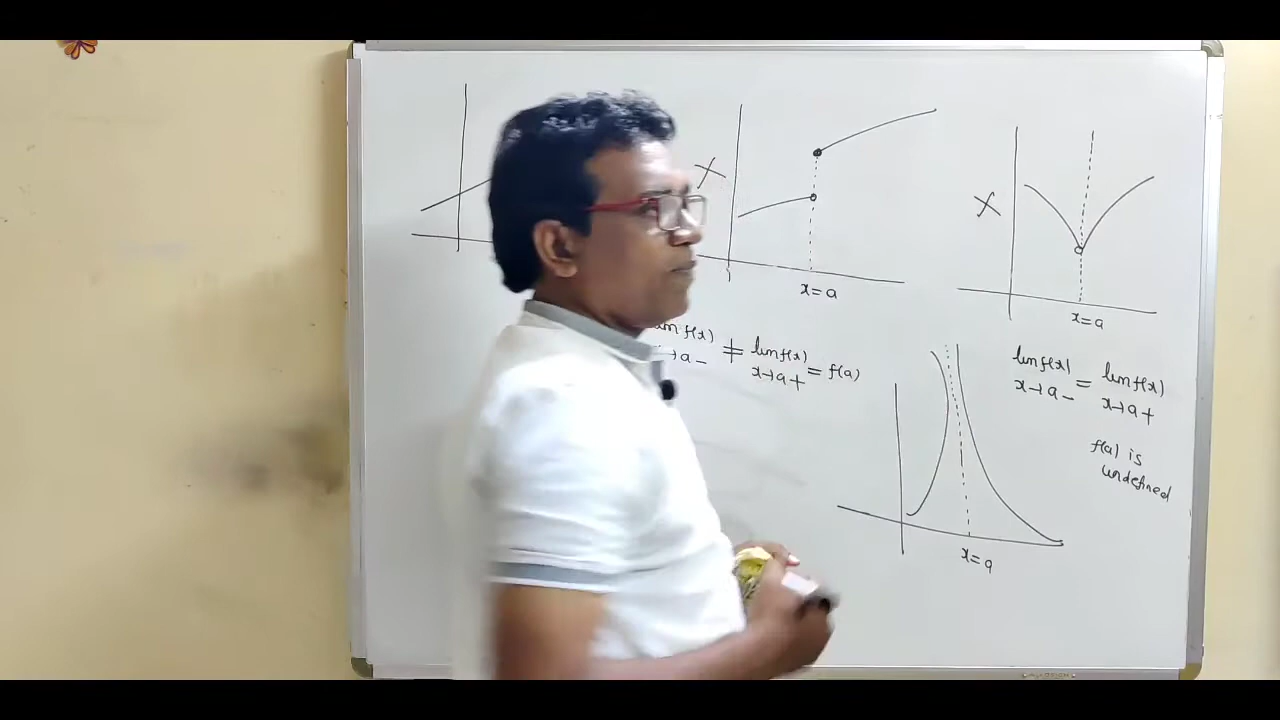 X
x=a
X
x=a
lim f(x) ≠ lim f(x) = f(a)
x→a- x→a+
lim f(x) = lim f(x)
x→a- x→a+
f(a) is
undefined
x=a